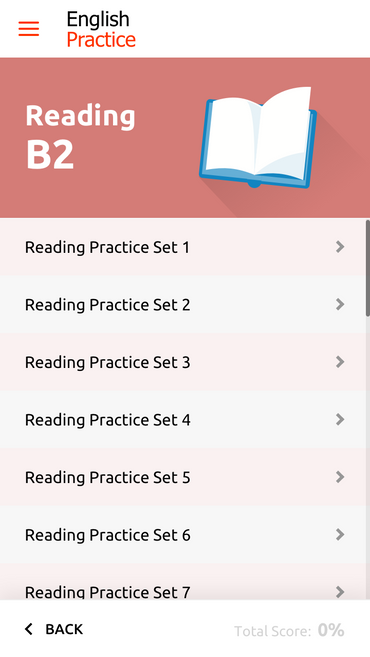 English
Practice
Reading
B2
Reading Practice Set 1
Reading Practice Set 2
Reading Practice Set 3
Reading Practice Set 4
Reading Practice Set 5
Reading Practice Set 6
Reading Practice Set 7
BACK
Total Score: 0%